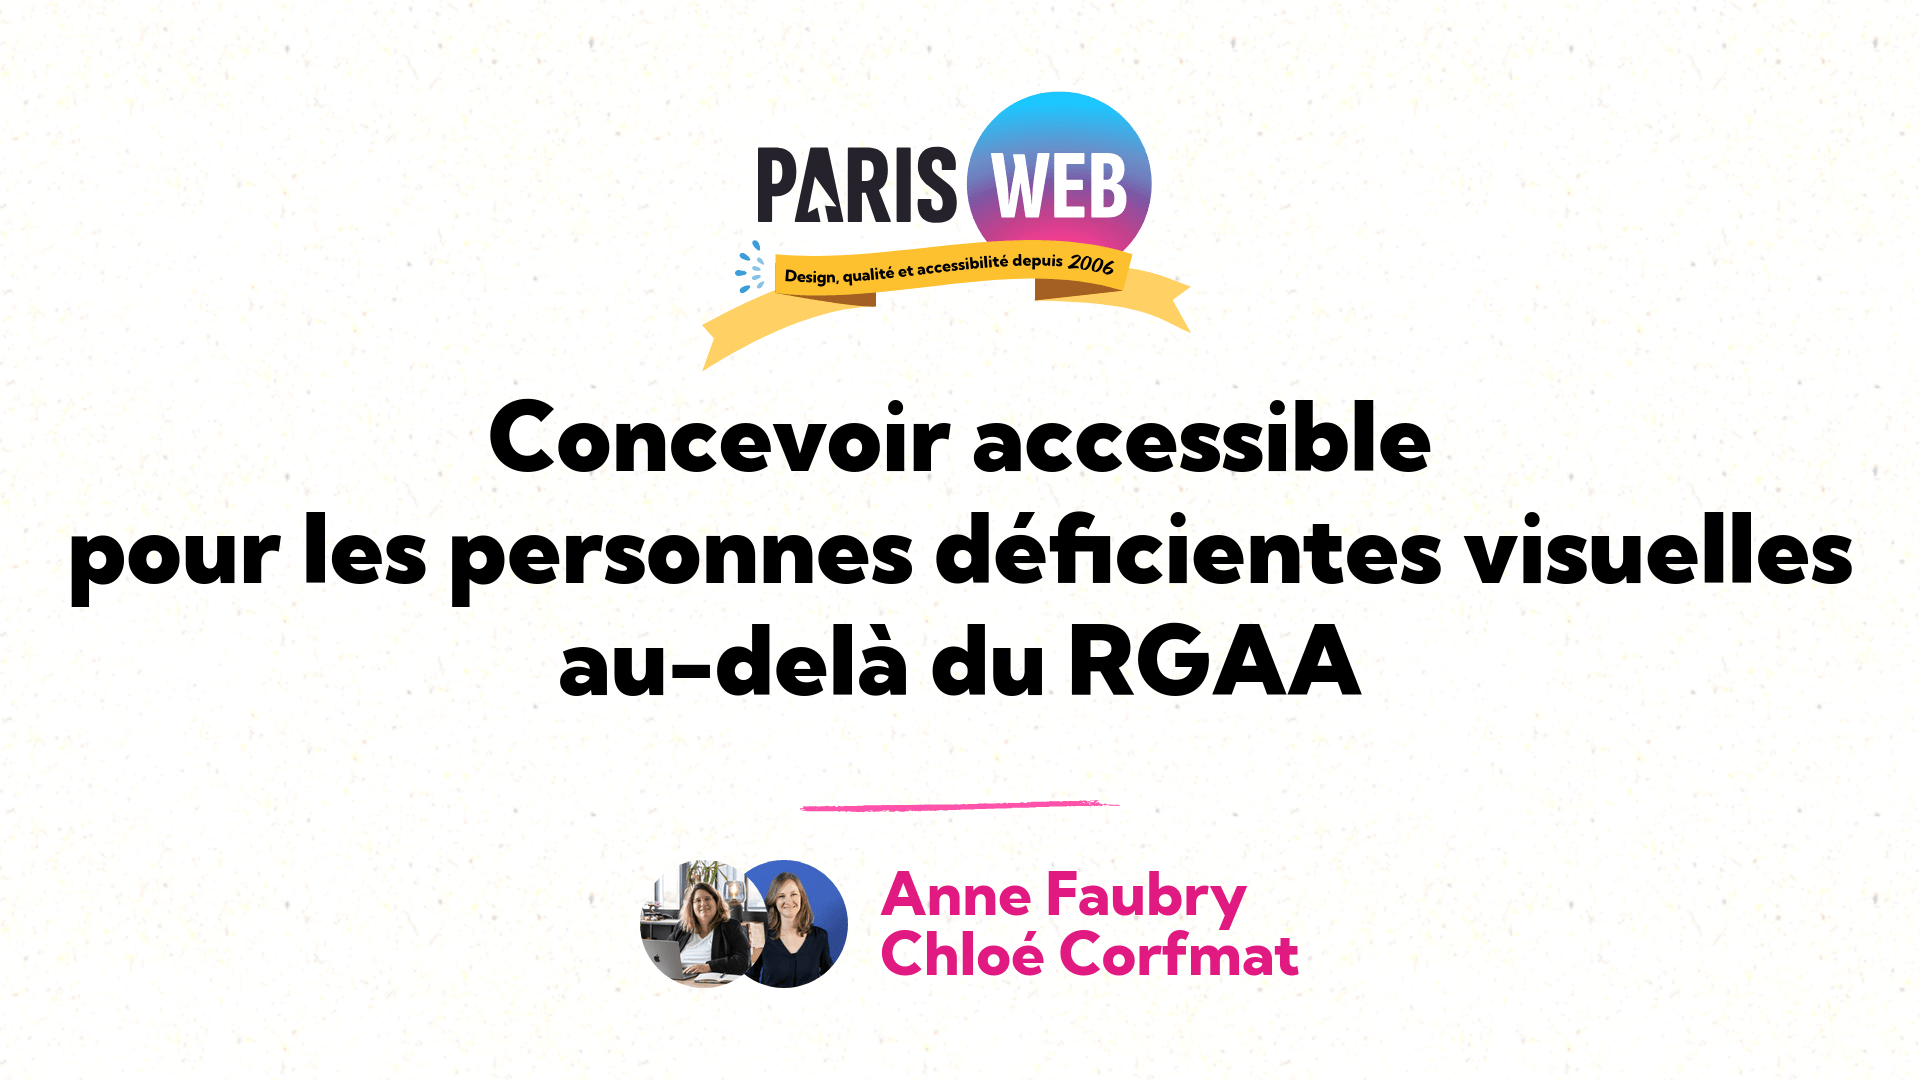 PARIS WEB
Design, qualité et accessibilité depuis 2006
Concevoir accessible
pour les personnes déficientes visuelles
au-delà du RGAA
Anne Faubry
Chloé Corfmat